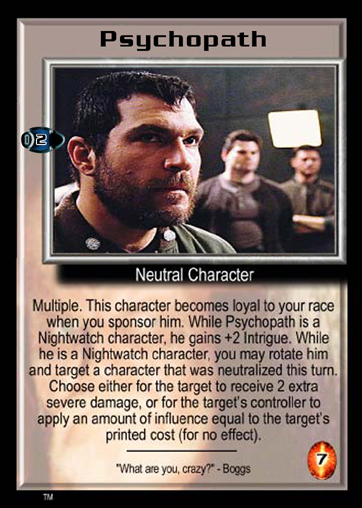 Psychopath
2
Neutral Character
Multiple. This character becomes loyal to your race
when you sponsor him. While Psychopath is a
Nightwatch character, he gains +2 Intrigue. While
he is a Nightwatch character, you may rotate him
and target a character that was neutralized this turn.
Choose either for the target to receive 2 extra
severe damage, or for the target's controller to
apply an amount of influence equal to the target's
printed cost (for no effect).
"What are you, crazy?" - Boggs
7
TM